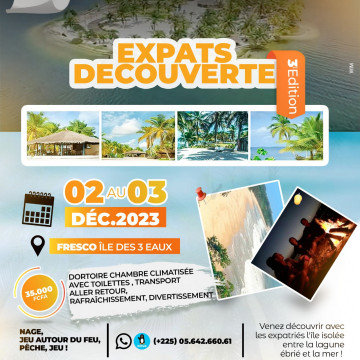 EXPATS
DECOUVERTE
3 Edition
02 AU 03
DÉC.2023
FRESCO ÎLE DES 3 EAUX
35.000
FCFA
DORTOIRE CHAMBRE CLIMATISÉE
AVEC TOILETTES , TRANSPORT
ALLER RETOUR,
RAFRAÎCHISSEMENT, DIVERTISSEMENT
NAGE,
JEU AUTOUR DU FEU,
PÊCHE, JEU !
(+225) 05.642.660.61
Venez découvrir avec
les expatriés l'île isolée
entre la lagune
ébrié et la mer !